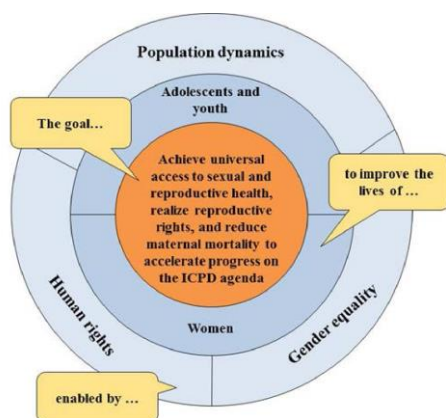 Population dynamics
Adolescents and
youth
The goal...
Achieve universal
access to sexual and
reproductive health,
realize reproductive
rights, and reduce
maternal mortality to
accelerate progress on
the ICPD agenda
to improve the
lives of ...
Women
Human rights
Gender equality
enabled by ...